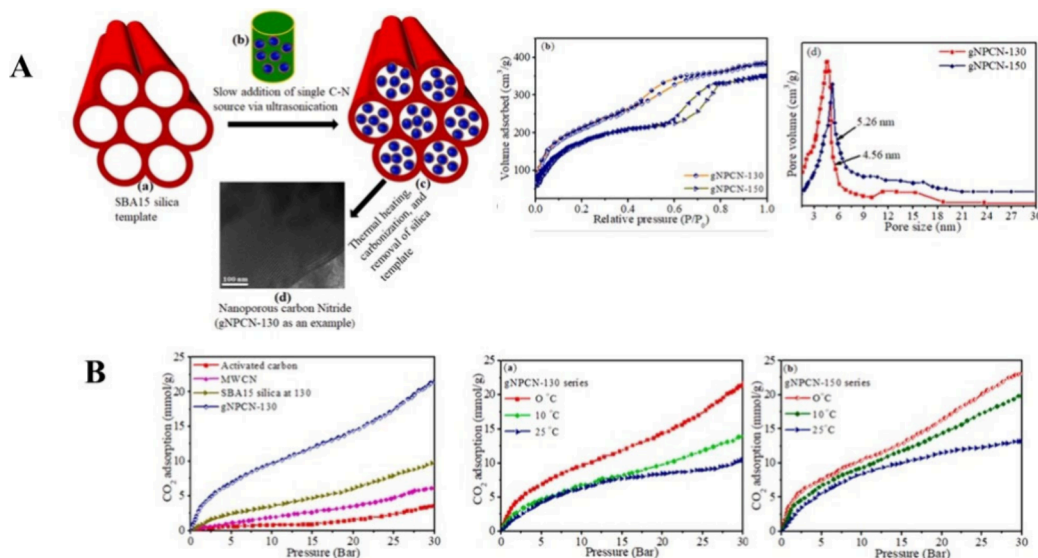 A
(b)
Slow addition of single C-N
source via ultrasonication
(a)
SBA15 silica
template
(c)
Thermal heating,
carbonization, and
removal of silica
template
100 nm
(d)
Nanoporous carbon Nitride
(gNPCN-130 as an example)
(b)
Volume adsorbed (cm³/g)
400
300
200
100
gNPCN-130
gNPCN-150
0.0 0.2 0.4 0.6 0.8 1.0
Relative pressure (P/P₀)
(d)
Pore volume (cm³/g)
gNPCN-130
gNPCN-150
5.26 nm
4.56 nm
3 6 9 12 15 18 21 24 27 30
Pore size (nm)
B
CO₂ adsorption (mmol/g)
25
20
15
10
5
0
Activated carbon
MWCN
SBA15 silica at 130
gNPCN-130
0 5 10 15 20 25 30
Pressure (Bar)
CO₂ adsorption (mmol/g)
25
20
15
10
5
0
(a)
gNPCN-130 series
O °C
10 °C
25 °C
0 5 10 15 20 25 30
Pressure (Bar)
CO₂ adsorption (mmol/g)
25
20
15
10
5
0
(b)
gNPCN-150 series
O °C
10 °C
25 °C
0 5 10 15 20 25 30
Pressure (Bar)